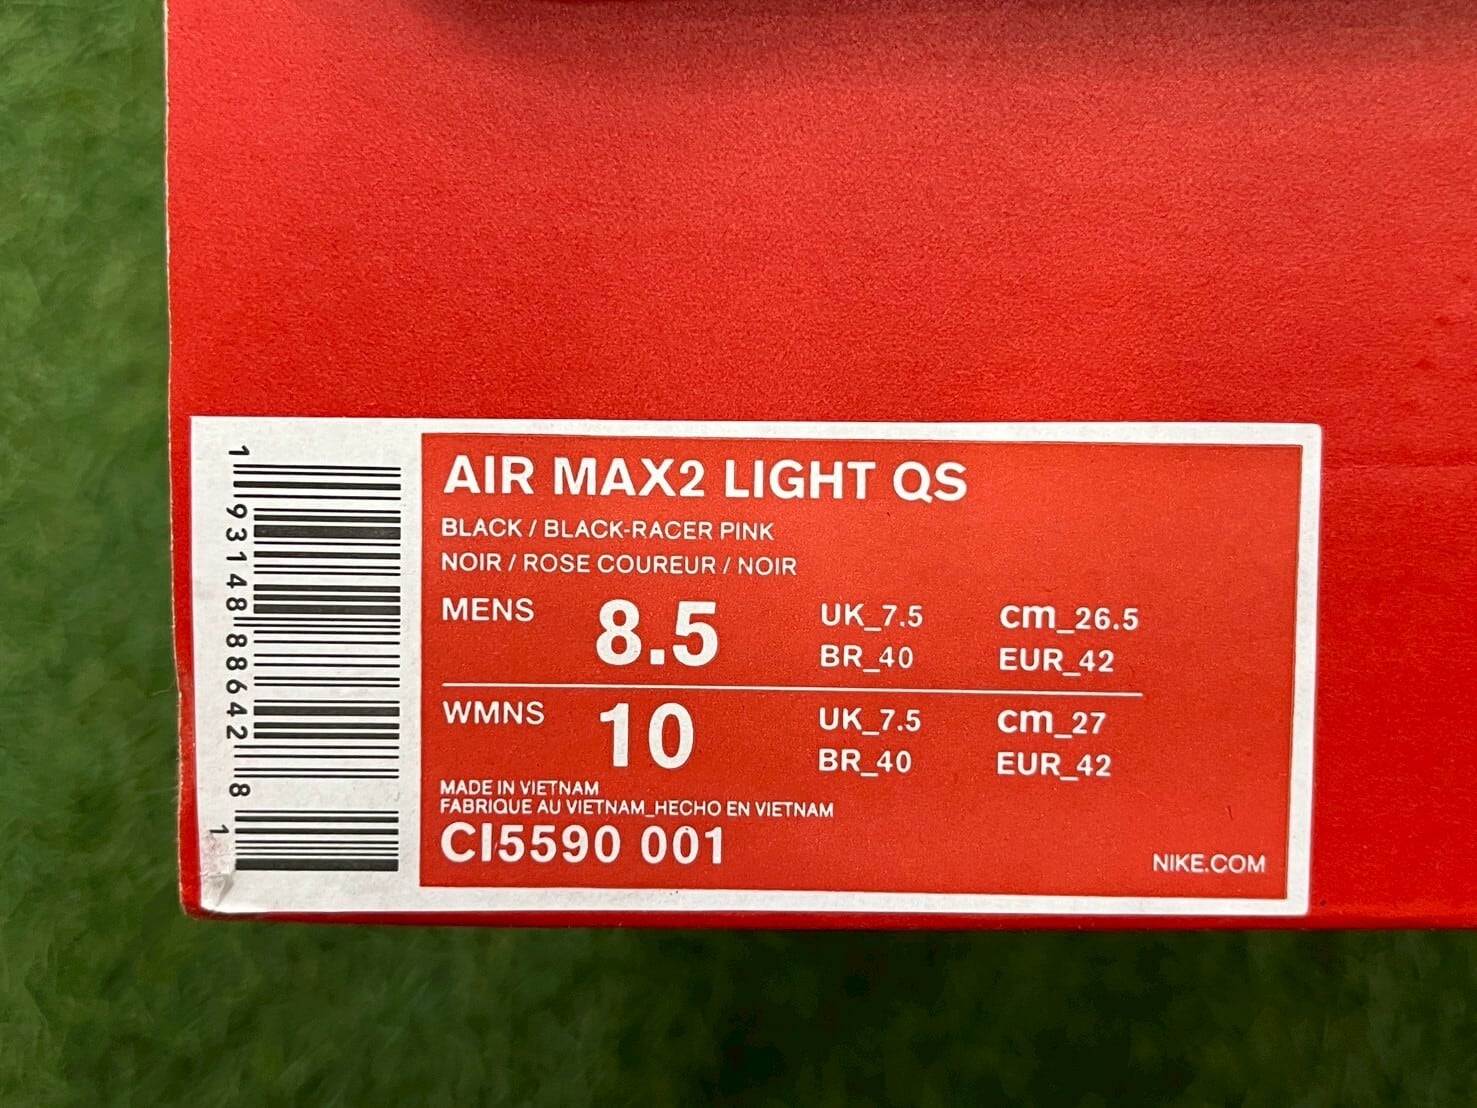 AIR MAX2 LIGHT QS
BLACK / BLACK-RACER PINK
NOIR / ROSE COUREUR / NOIR
MENS 8.5 UK_7.5 cm_26.5
BR_40 EUR_42
WMNS 10 UK_7.5 cm_27
BR_40 EUR_42
MADE IN VIETNAM
FABRIQUE AU VIETNAM_HECHO EN VIETNAM
CI5590 001
NIKE.COM
1 93148 88642 8
1